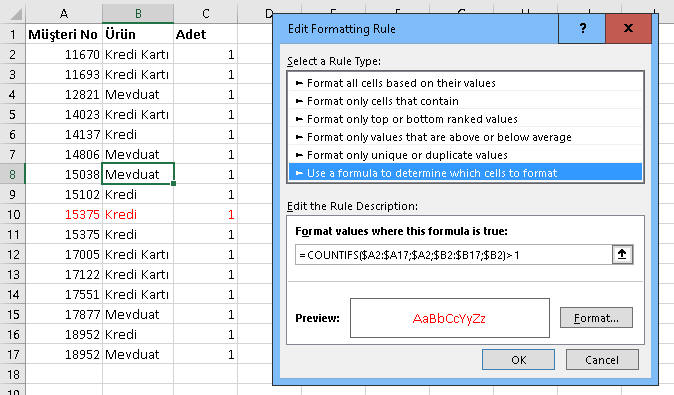 A B C D
Edit Formatting Rule ? X
1 Müşteri No Ürün Adet
2 11670 Kredi Kartı 1
3 11693 Kredi Kartı 1
4 12821 Mevduat 1
5 14023 Kredi Kartı 1
6 14137 Kredi 1
7 14806 Mevduat 1
8 15038 Mevduat 1
9 15102 Kredi 1
10 15375 Kredi 1
11 15375 Kredi 1
12 17005 Kredi Kartı 1
13 17122 Kredi Kartı 1
14 17551 Kredi Kartı 1
15 17877 Mevduat 1
16 18952 Kredi 1
17 18952 Mevduat 1
18
Select a Rule Type:
► Format all cells based on their values
► Format only cells that contain
► Format only top or bottom ranked values
► Format only values that are above or below average
► Format only unique or duplicate values
► Use a formula to determine which cells to format
Edit the Rule Description:
Format values where this formula is true:
=COUNTIFS($A2:$A17;$A2;$B2:$B17;$B2)>1
Preview: AaBbCcYyZz Format...
OK Cancel